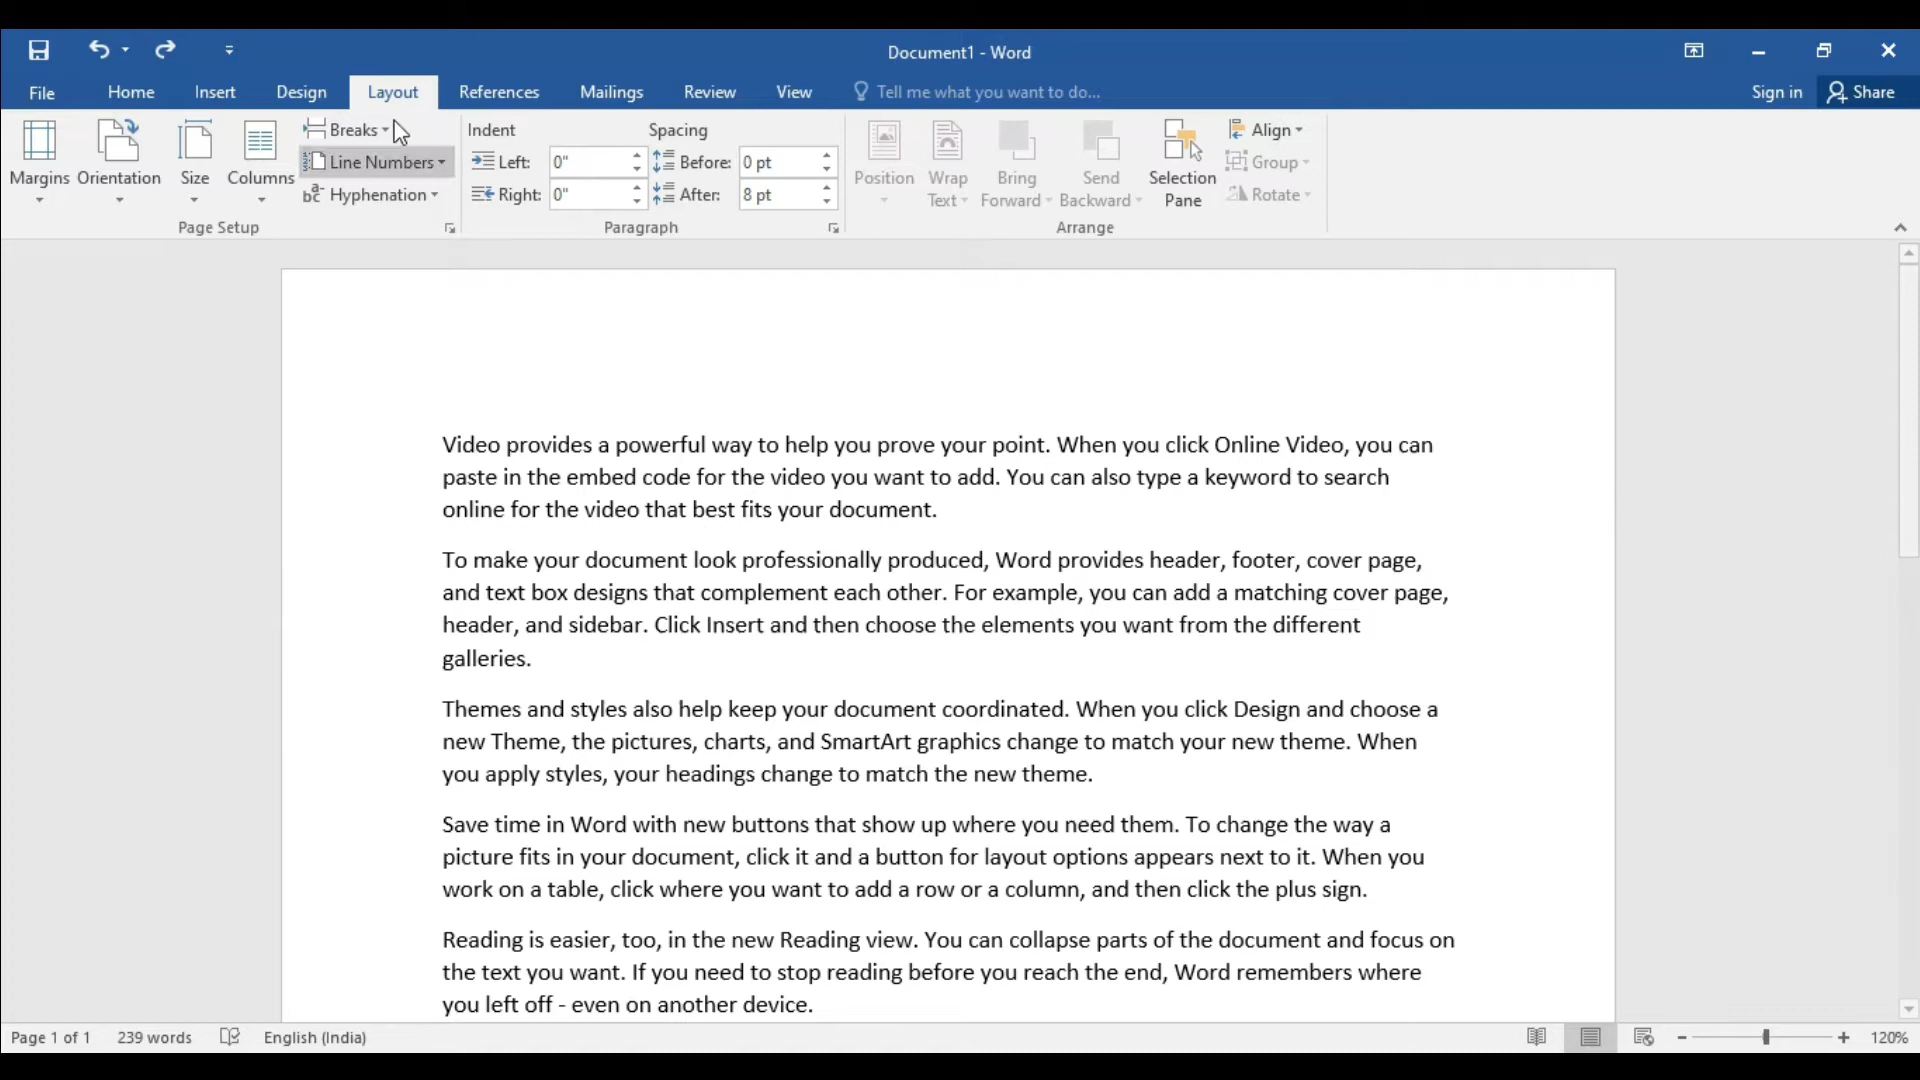 Document1 - Word
File Home Insert Design Layout References Mailings Review View Tell me what you want to do... Sign in Share
Margins Orientation Size Columns Breaks Line Numbers Hyphenation
Page Setup
Indent Spacing
Left: 0" Before: 0 pt
Right: 0" After: 8 pt
Paragraph
Position Wrap Text Bring Forward Send Backward Selection Pane Align Group Rotate
Arrange
Video provides a powerful way to help you prove your point. When you click Online Video, you can
paste in the embed code for the video you want to add. You can also type a keyword to search
online for the video that best fits your document.
To make your document look professionally produced, Word provides header, footer, cover page,
and text box designs that complement each other. For example, you can add a matching cover page,
header, and sidebar. Click Insert and then choose the elements you want from the different
galleries.
Themes and styles also help keep your document coordinated. When you click Design and choose a
new Theme, the pictures, charts, and SmartArt graphics change to match your new theme. When
you apply styles, your headings change to match the new theme.
Save time in Word with new buttons that show up where you need them. To change the way a
picture fits in your document, click it and a button for layout options appears next to it. When you
work on a table, click where you want to add a row or a column, and then click the plus sign.
Reading is easier, too, in the new Reading view. You can collapse parts of the document and focus on
the text you want. If you need to stop reading before you reach the end, Word remembers where
you left off - even on another device.
Page 1 of 1 239 words English (India) 120%